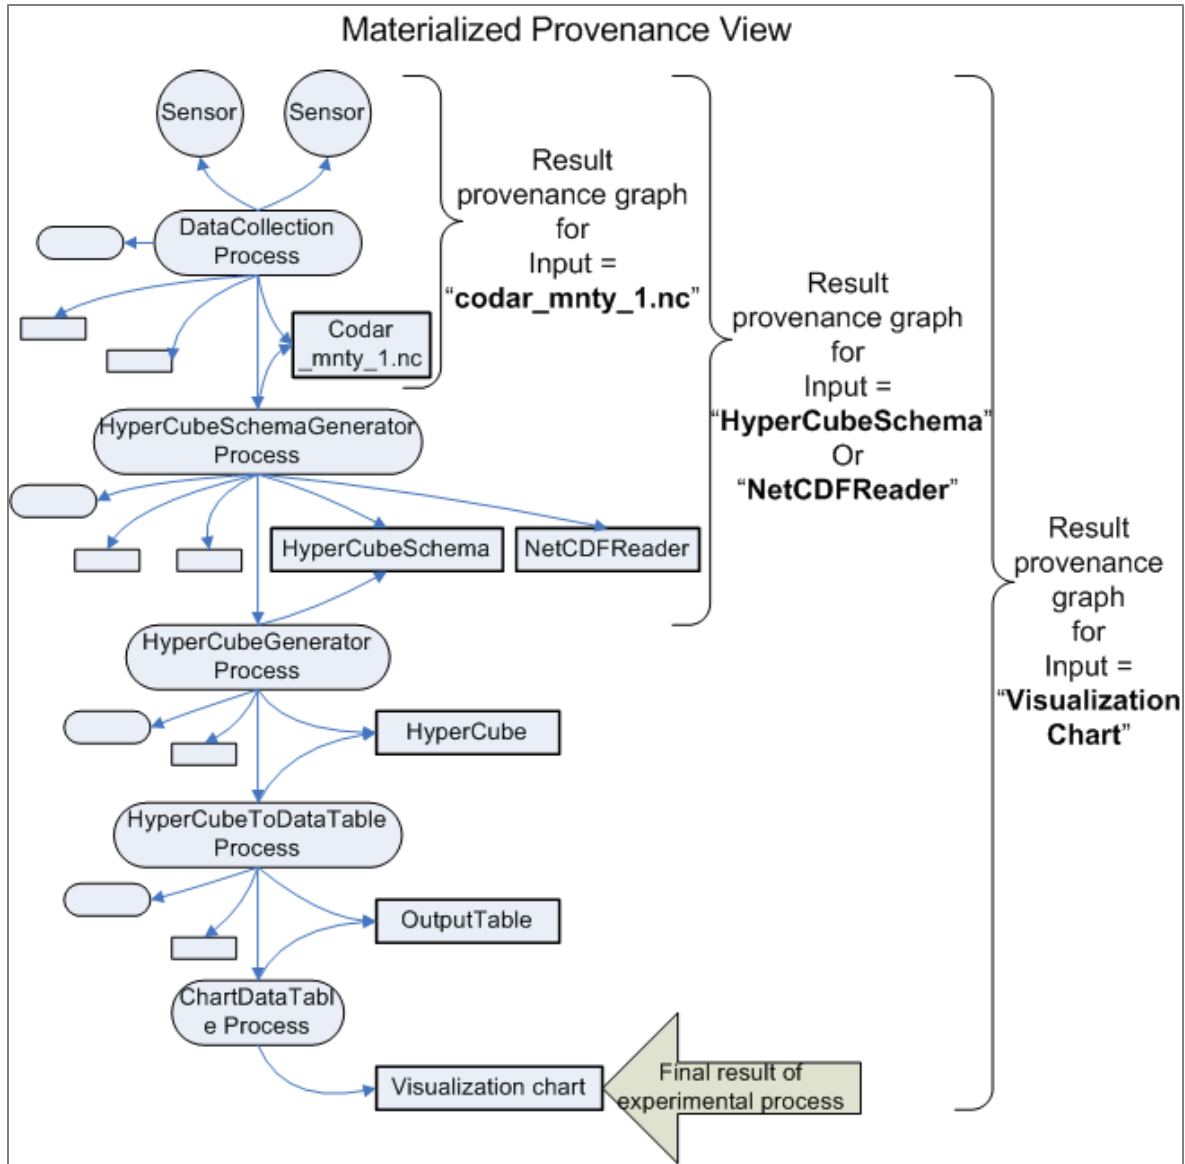 Materialized Provenance View
Sensor
Sensor
DataCollection
Process
Codar
_mnty_1.nc
HyperCubeSchemaGenerator
Process
HyperCubeSchema
NetCDFReader
HyperCubeGenerator
Process
HyperCube
HyperCubeToDataTable
Process
OutputTable
ChartDataTabl
e Process
Visualization chart
Final result of
experimental process
Result
provenance graph
for
Input =
“codar_mnty_1.nc”
Result
provenance graph
for
Input =
“HyperCubeSchema”
Or
“NetCDFReader”
Result
provenance
graph
for
Input =
“Visualization
Chart”